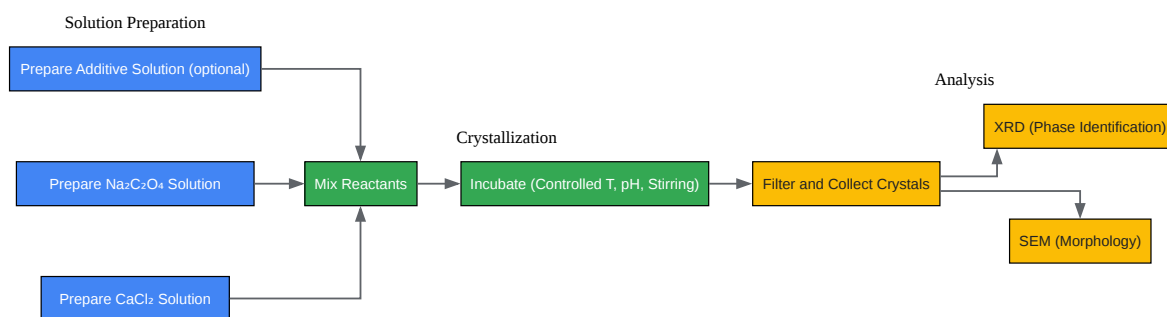 Solution Preparation
Prepare Additive Solution (optional)
Prepare Na₂C₂O₄ Solution
Prepare CaCl₂ Solution
Mix Reactants
Crystallization
Incubate (Controlled T, pH, Stirring)
Filter and Collect Crystals
Analysis
XRD (Phase Identification)
SEM (Morphology)